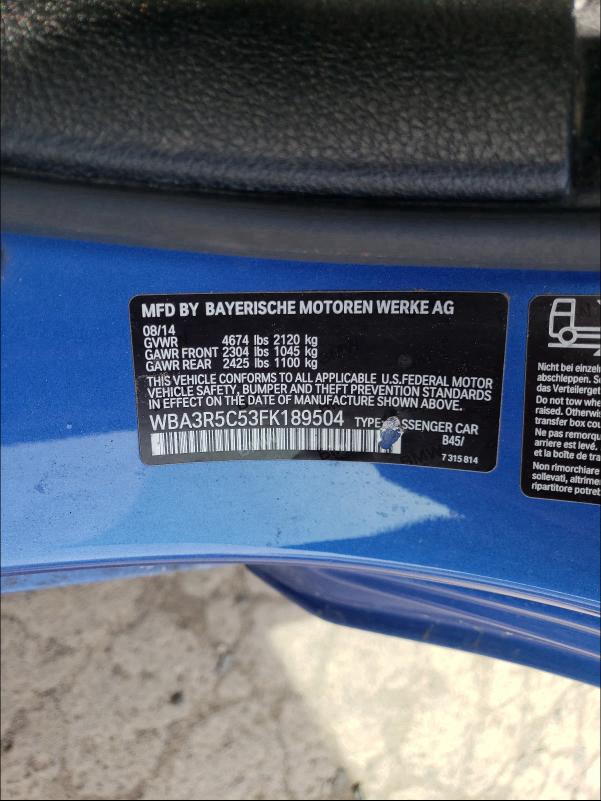 MFD BY BAYERISCHE MOTOREN WERKE AG
08/14
GVWR 4674 lbs 2120 kg
GAWR FRONT 2304 lbs 1045 kg
GAWR REAR 2425 lbs 1100 kg
THIS VEHICLE CONFORMS TO ALL APPLICABLE U.S.FEDERAL MOTOR
VEHICLE SAFETY, BUMPER AND THEFT PREVENTION STANDARDS
IN EFFECT ON THE DATE OF MANUFACTURE SHOWN ABOVE.
WBA3R5C53FK189504 TYPE SSENGER CAR
B45/
7 315 814
Nicht bei einzeln
abschleppen. S
das Verteilerget
Do not tow whe
raised. Otherwis
transfer box cou
Ne pas remorqu
arriere est levé.
et la boîte de tra
Non rimorchiare
sollevati, altrime
ripartitore potret